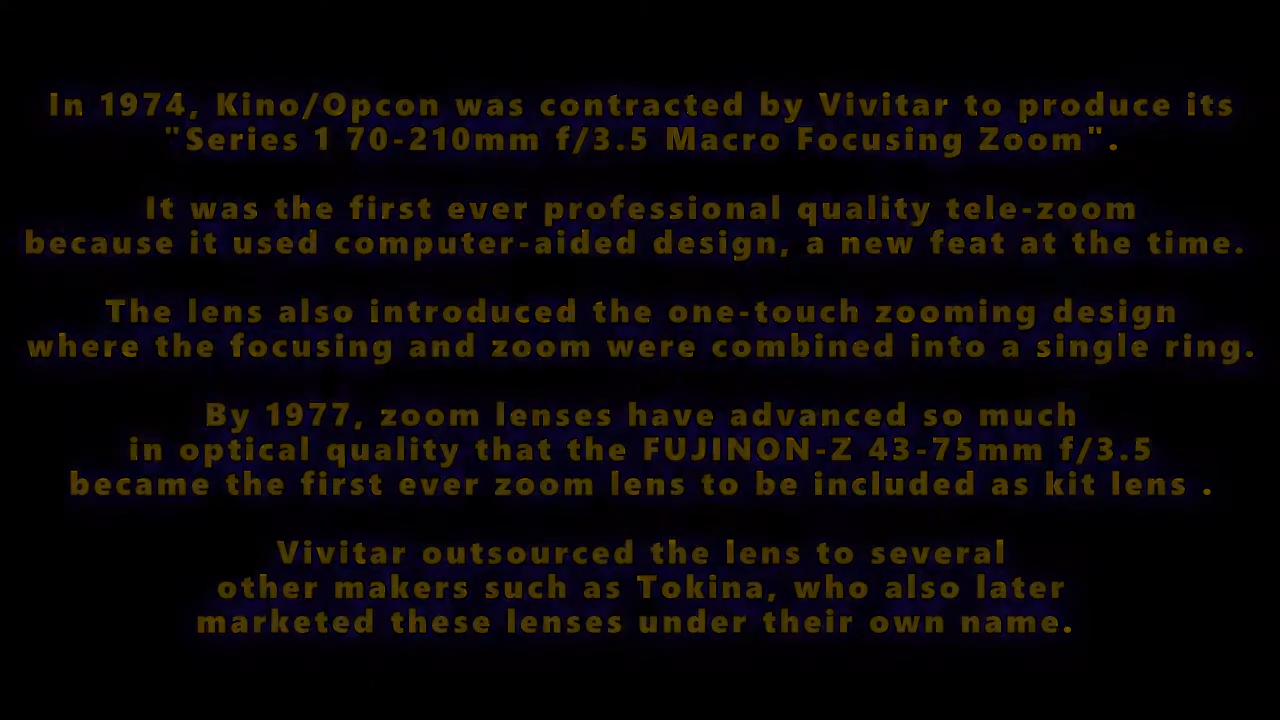 In 1974, Kino/Opcon was contracted by Vivitar to produce its
"Series 1 70-210mm f/3.5 Macro Focusing Zoom".
It was the first ever professional quality tele-zoom
because it used computer-aided design, a new feat at the time.
The lens also introduced the one-touch zooming design
where the focusing and zoom were combined into a single ring.
By 1977, zoom lenses have advanced so much
in optical quality that the FUJINON-Z 43-75mm f/3.5
became the first ever zoom lens to be included as kit lens .
Vivitar outsourced the lens to several
other makers such as Tokina, who also later
marketed these lenses under their own name.